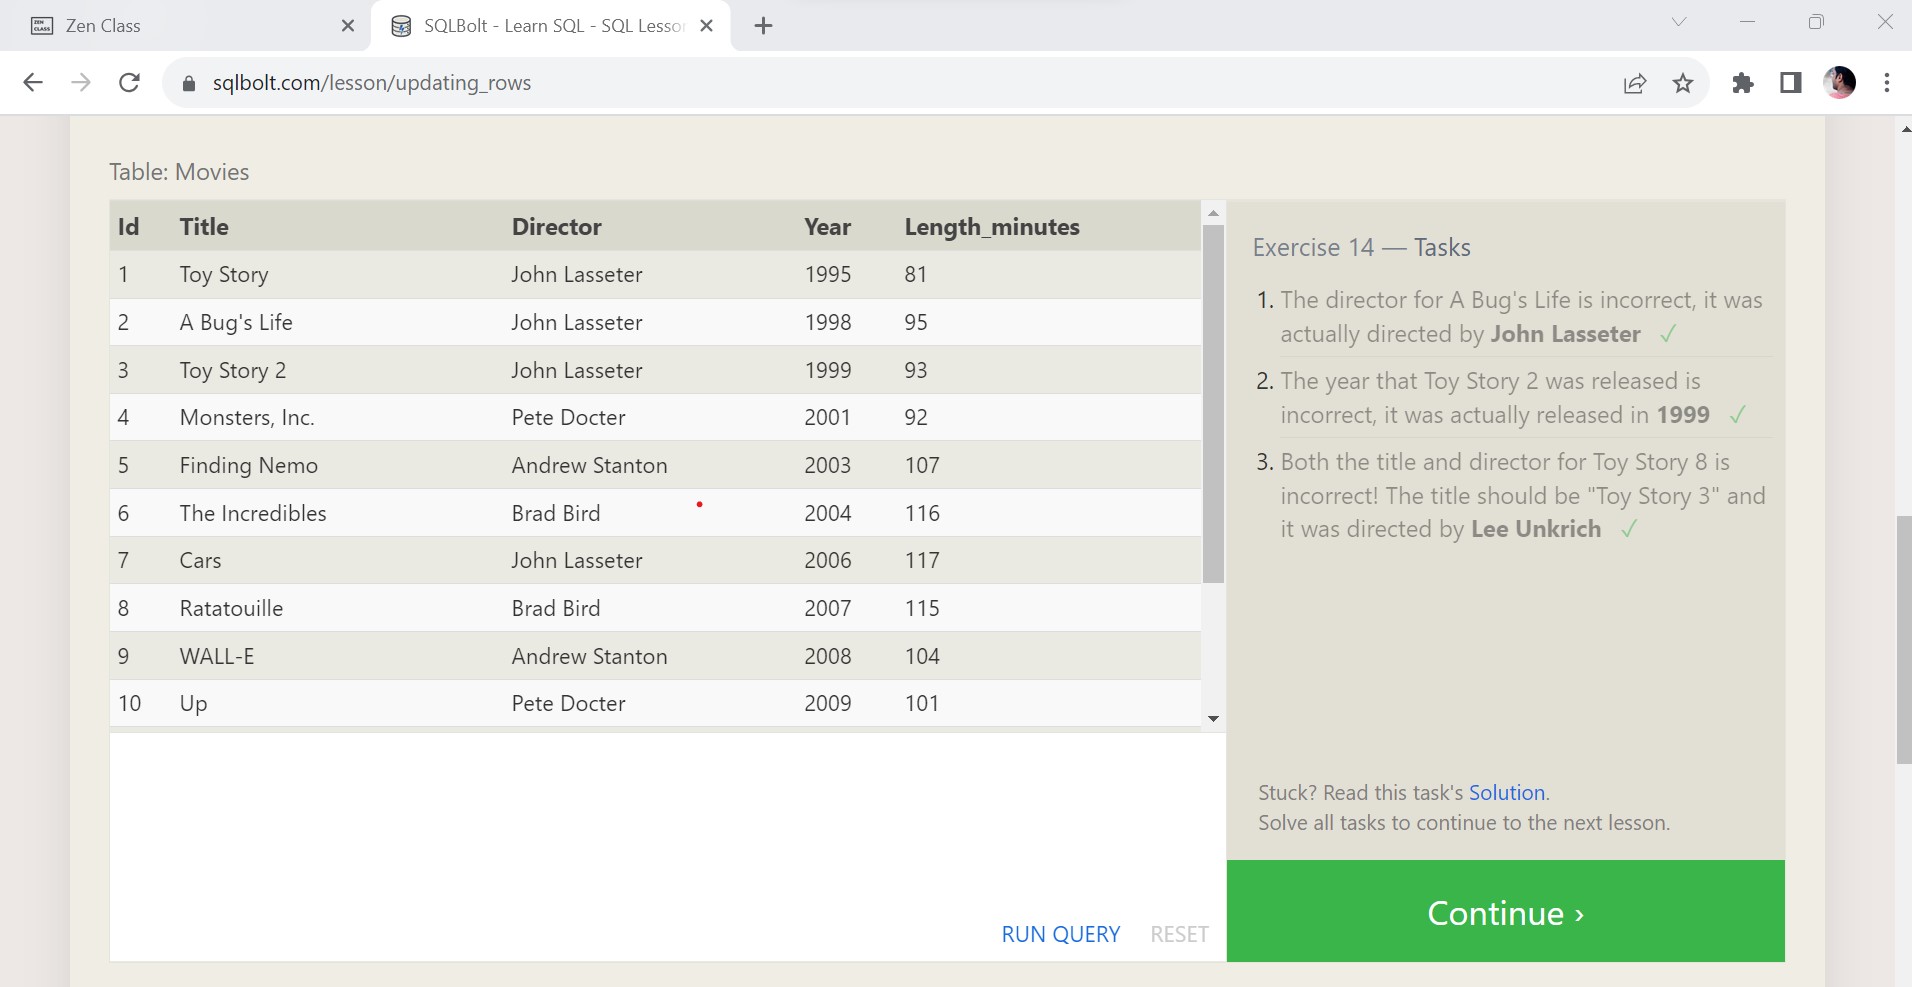 Zen Class
SQLBolt - Learn SQL - SQL Lesso
sqlbolt.com/lesson/updating_rows
Table: Movies
Id Title Director Year Length_minutes
1 Toy Story John Lasseter 1995 81
2 A Bug's Life John Lasseter 1998 95
3 Toy Story 2 John Lasseter 1999 93
4 Monsters, Inc. Pete Docter 2001 92
5 Finding Nemo Andrew Stanton 2003 107
6 The Incredibles Brad Bird 2004 116
7 Cars John Lasseter 2006 117
8 Ratatouille Brad Bird 2007 115
9 WALL-E Andrew Stanton 2008 104
10 Up Pete Docter 2009 101
RUN QUERY RESET
Exercise 14 — Tasks
1. The director for A Bug's Life is incorrect, it was
actually directed by John Lasseter ✓
2. The year that Toy Story 2 was released is
incorrect, it was actually released in 1999 ✓
3. Both the title and director for Toy Story 8 is
incorrect! The title should be "Toy Story 3" and
it was directed by Lee Unkrich ✓
Stuck? Read this task's Solution.
Solve all tasks to continue to the next lesson.
Continue ›